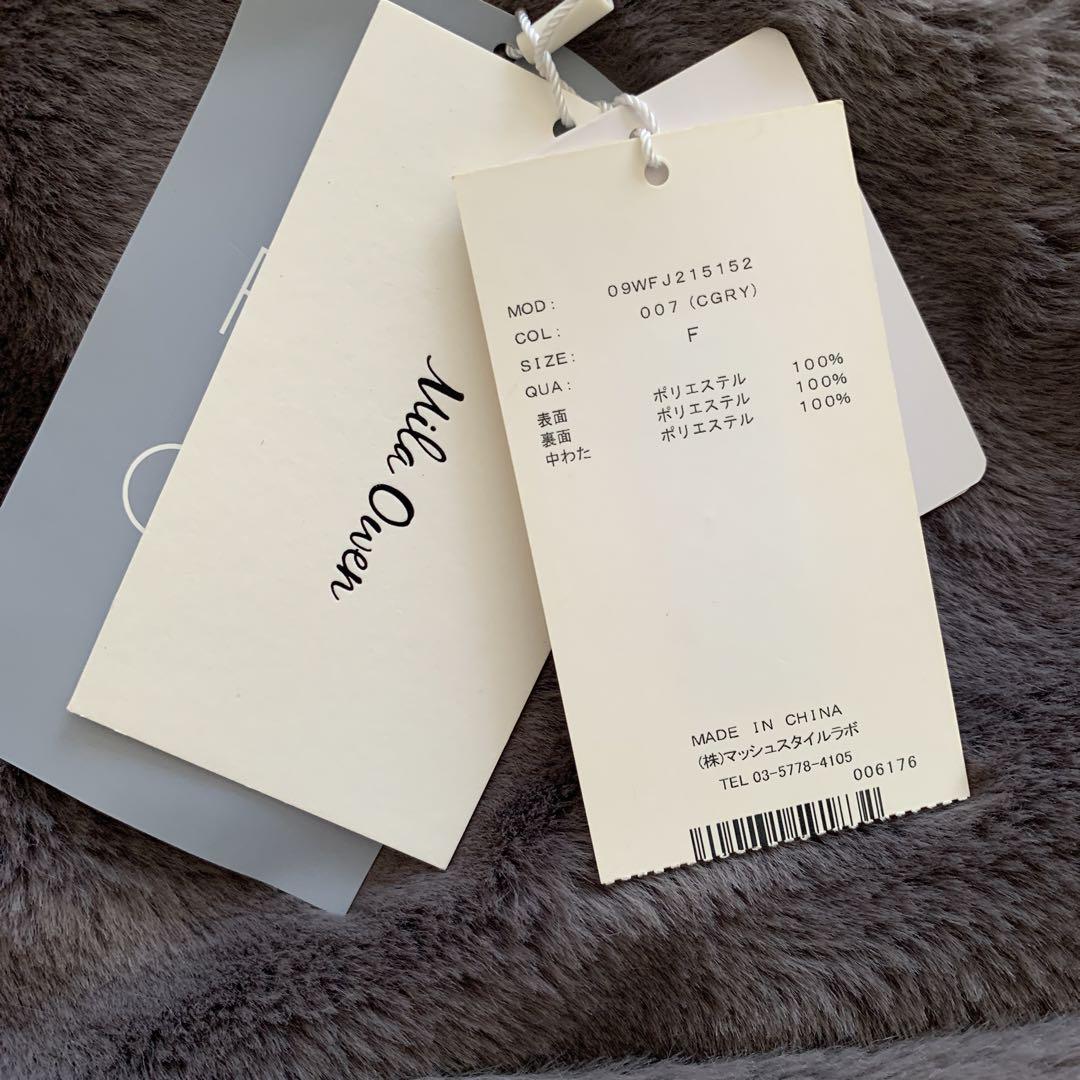 Mila Owen
MOD: 09WFJ215152
COL: 007 (CGRY)
SIZE: F
QUA:
表面 ポリエステル 100%
裏面 ポリエステル 100%
中わた ポリエステル 100%
MADE IN CHINA
(株)マッシュスタイルラボ
TEL 03-5778-4105
006176